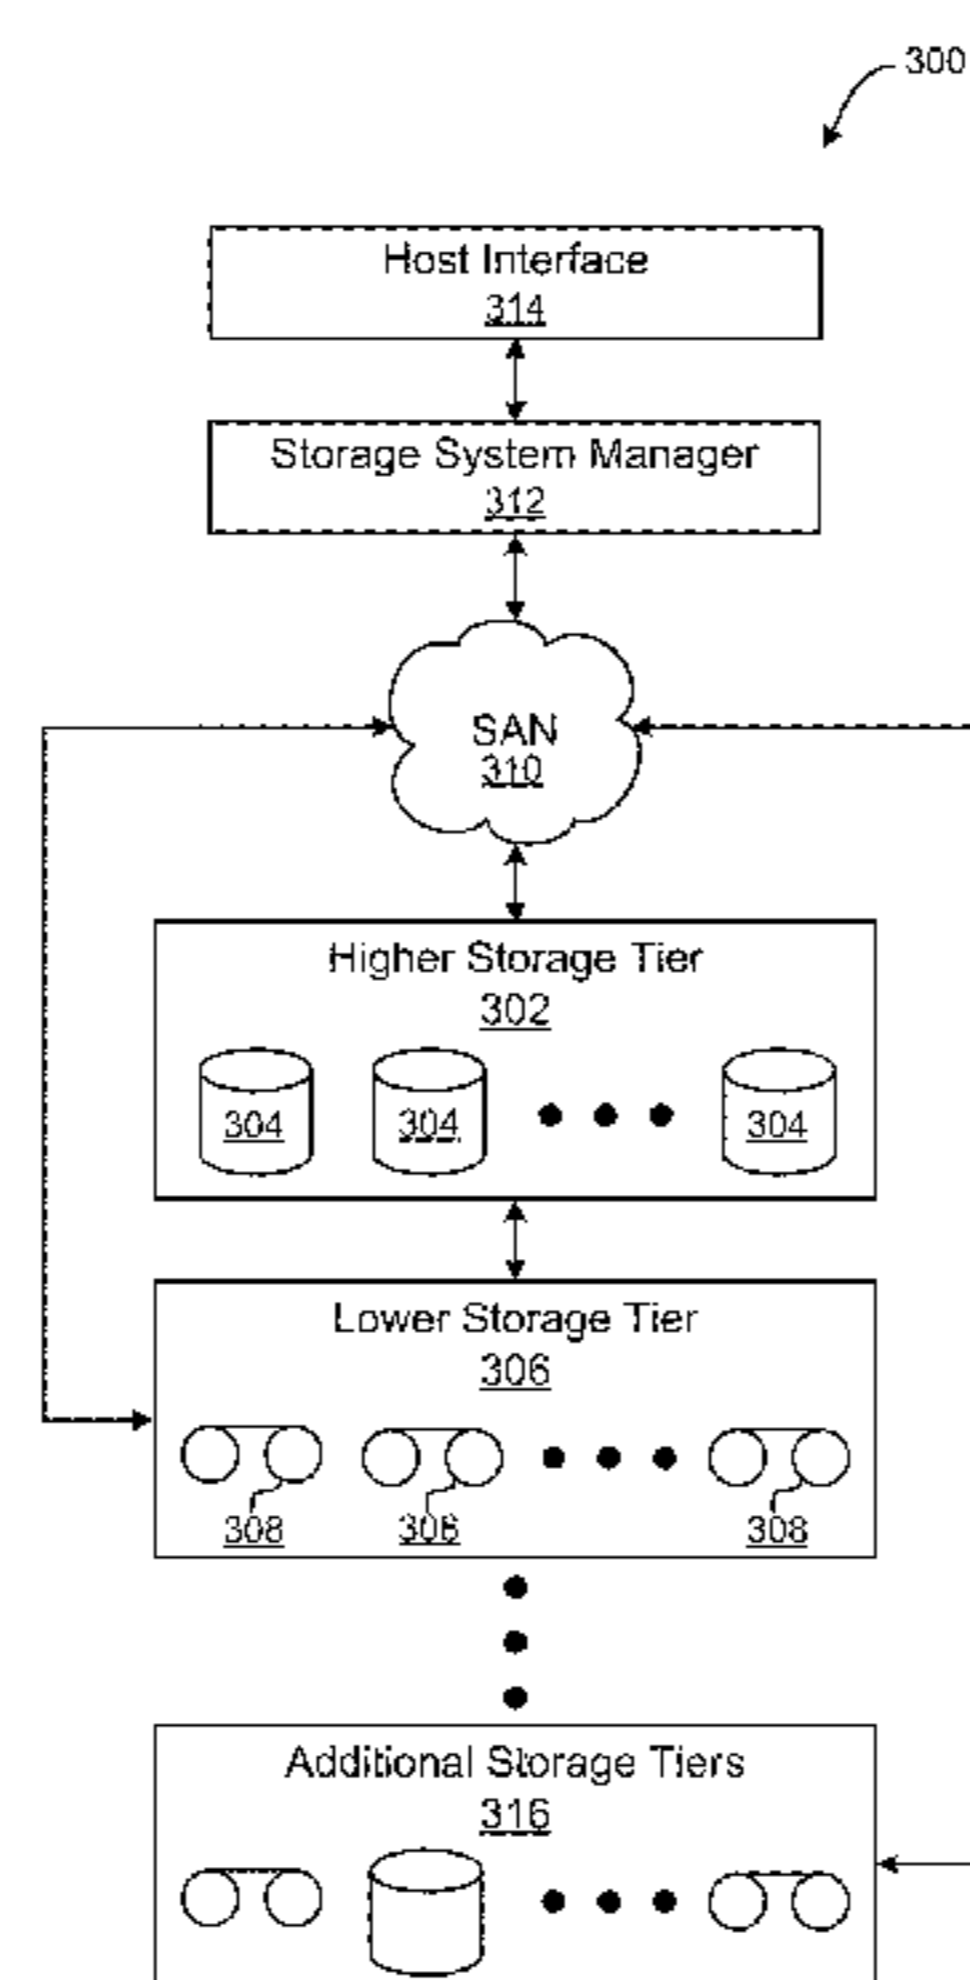 300
Host Interface
314
Storage System Manager
312
SAN
310
Higher Storage Tier
302
304 304 304
Lower Storage Tier
306
308 308 308
Additional Storage Tiers
316